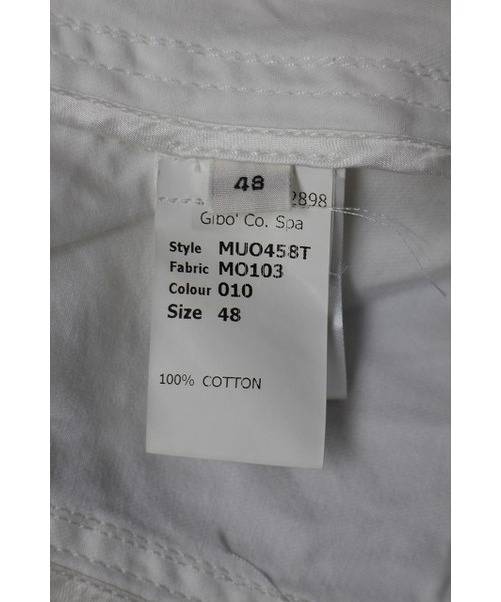 48
2898
Gibo' Co. Spa
Style MUO458T
Fabric MO103
Colour 010
Size 48
100% COTTON